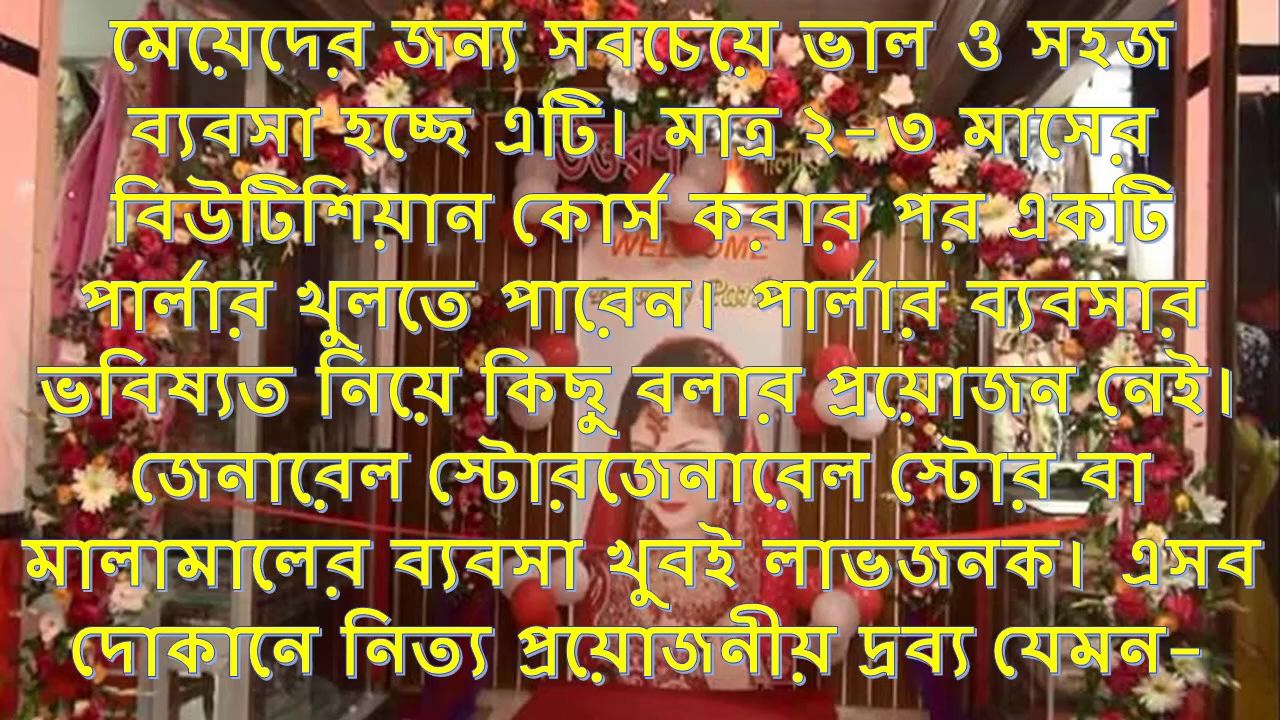 মেয়েদের জন্য সবচেয়ে ভাল ও সহজ
ব্যবসা হচ্ছে এটি। মাত্র ২-৩ মাসের
বিউটিশিয়ান কোর্স করার পর একটি
পার্লার খুলতে পারেন। পার্লার ব্যবসার
ভবিষ্যত নিয়ে কিছু বলার প্রয়োজন নেই।
জেনারেল স্টোরজেনারেল স্টোর বা
মালামালের ব্যবসা খুবই লাভজনক। এসব
দোকানে নিত্য প্রয়োজনীয় দ্রব্য যেমন-
WELCOME